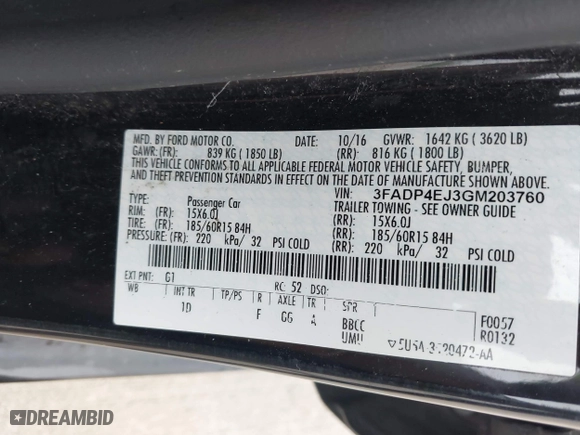 MFD. BY FORD MOTOR CO. DATE: 10/16 GVWR: 1642 KG ( 3620 LB)
GAWR: (FR): 839 KG ( 1850 LB) (RR): 816 KG ( 1800 LB)
THIS VEHICLE CONFORMS TO ALL APPLICABLE FEDERAL MOTOR VEHICLE SAFETY, BUMPER,
AND THEFT PREVENTION STANDARDS IN EFFECT ON THE DATE OF MANUFACTURE SHOWN ABOVE.
VIN: 3FADP4EJ3GM203760
TYPE: Passenger Car TRAILER TOWING - SEE OWNER GUIDE
RIM: (FR) 15X6.0J (RR) 15X6.0J
TIRE: (FR) 185/60R15 84H (RR) 185/60R15 84H
PRESSURE: (FR) 220 kPa/ 32 PSI COLD (RR) 220 kPa/ 32 PSI COLD
EXT PNT: G1 RC: 52 DSO:
WB INT TR TP/PS R AXLE TR SPR F0057
1D F GG A BBCC R0132
DREAMBID